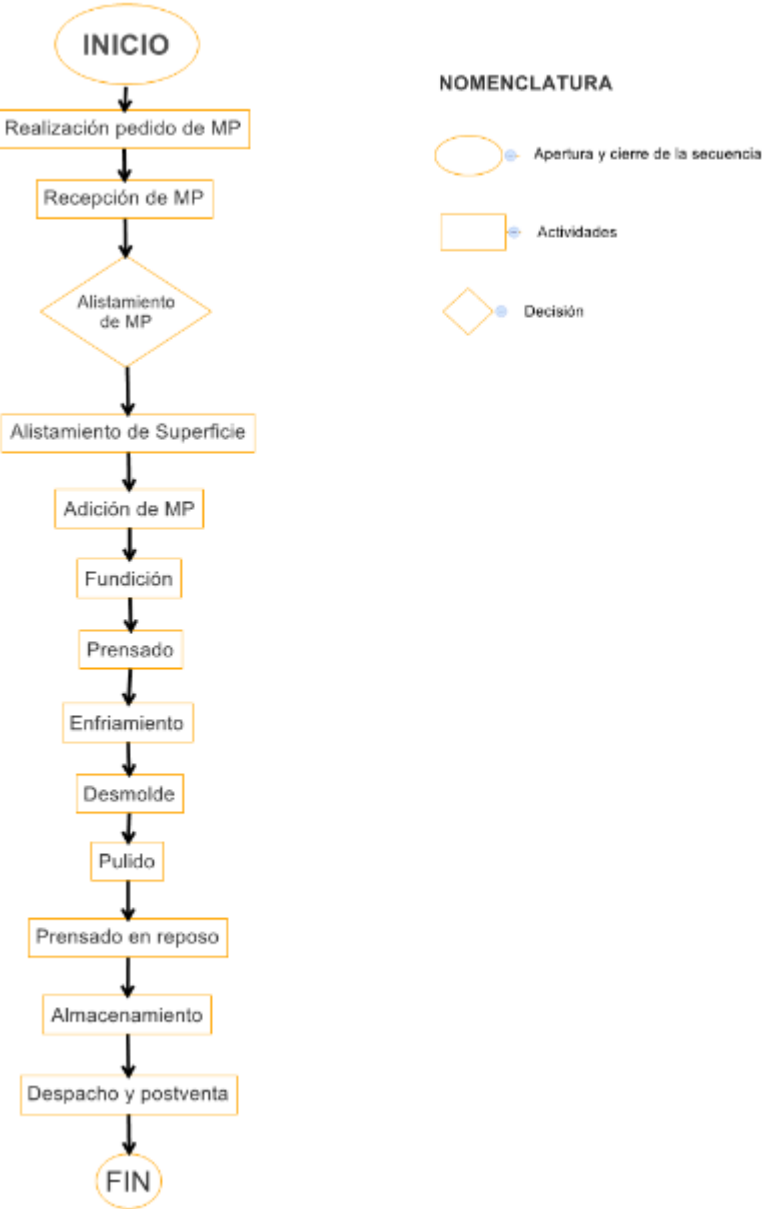 INICIO
Realización pedido de MP
Recepción de MP
Alistamiento
de MP
Alistamiento de Superficie
Adición de MP
Fundición
Prensado
Enfriamiento
Desmolde
Pulido
Prensado en reposo
Almacenamiento
Despacho y postventa
FIN
NOMENCLATURA
Apertura y cierre de la secuencia
Actividades
Decisión